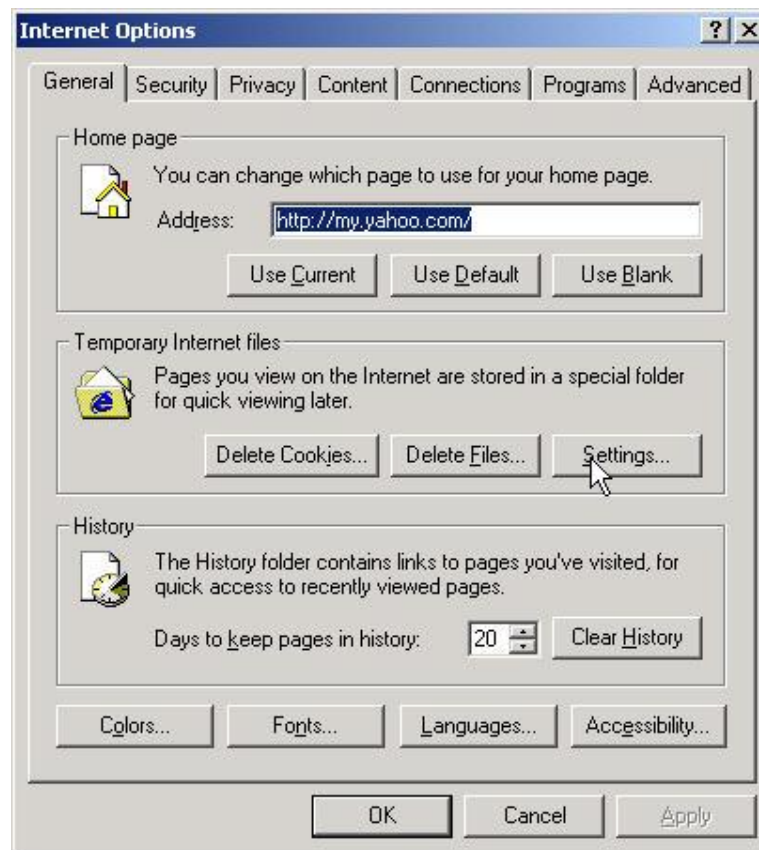 Internet Options
General Security Privacy Content Connections Programs Advanced
Home page
You can change which page to use for your home page.
Address: http://my.yahoo.com/
Use Current Use Default Use Blank
Temporary Internet files
Pages you view on the Internet are stored in a special folder
for quick viewing later.
Delete Cookies... Delete Files... Settings...
History
The History folder contains links to pages you've visited, for
quick access to recently viewed pages.
Days to keep pages in history: 20 Clear History
Colors... Fonts... Languages... Accessibility...
OK Cancel Apply